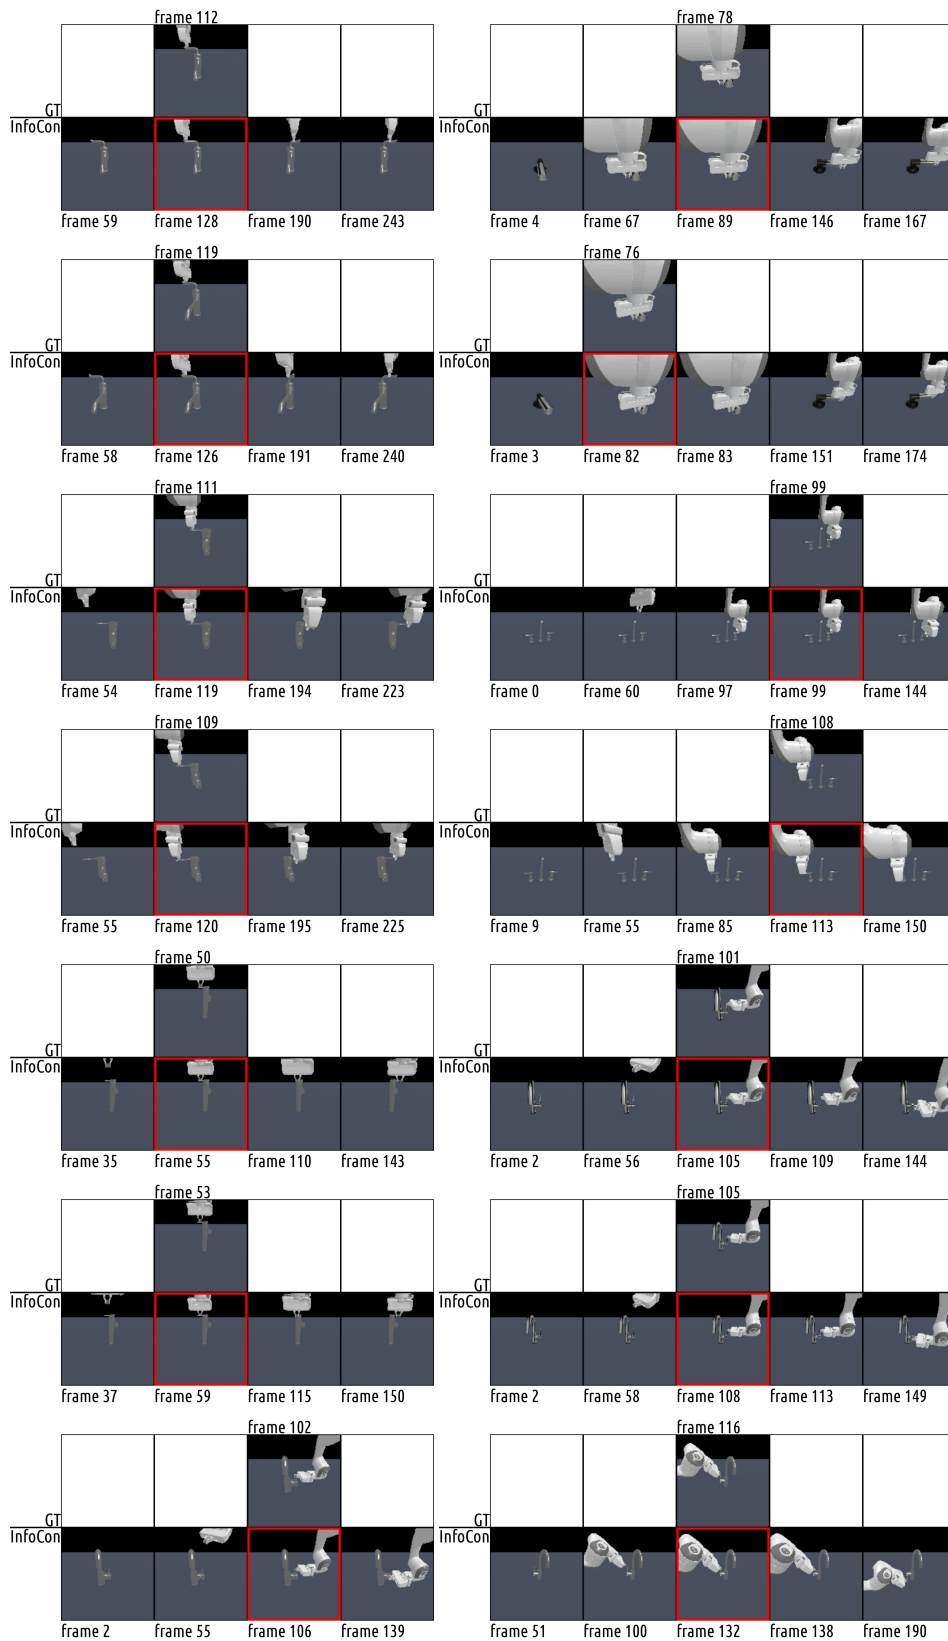 frame 112
GT
InfoCon
frame 59 frame 128 frame 190 frame 243
frame 78
GT
InfoCon
frame 4 frame 67 frame 89 frame 146 frame 167
frame 119
GT
InfoCon
frame 58 frame 126 frame 191 frame 240
frame 76
GT
InfoCon
frame 3 frame 82 frame 83 frame 151 frame 174
frame 111
GT
InfoCon
frame 54 frame 119 frame 194 frame 223
frame 99
GT
InfoCon
frame 0 frame 60 frame 97 frame 99 frame 144
frame 109
GT
InfoCon
frame 55 frame 120 frame 195 frame 225
frame 108
GT
InfoCon
frame 9 frame 55 frame 85 frame 113 frame 150
frame 50
GT
InfoCon
frame 35 frame 55 frame 110 frame 143
frame 101
GT
InfoCon
frame 2 frame 56 frame 105 frame 109 frame 144
frame 53
GT
InfoCon
frame 37 frame 59 frame 115 frame 150
frame 105
GT
InfoCon
frame 2 frame 58 frame 108 frame 113 frame 149
frame 102
GT
InfoCon
frame 2 frame 55 frame 106 frame 139
frame 116
GT
InfoCon
frame 51 frame 100 frame 132 frame 138 frame 190